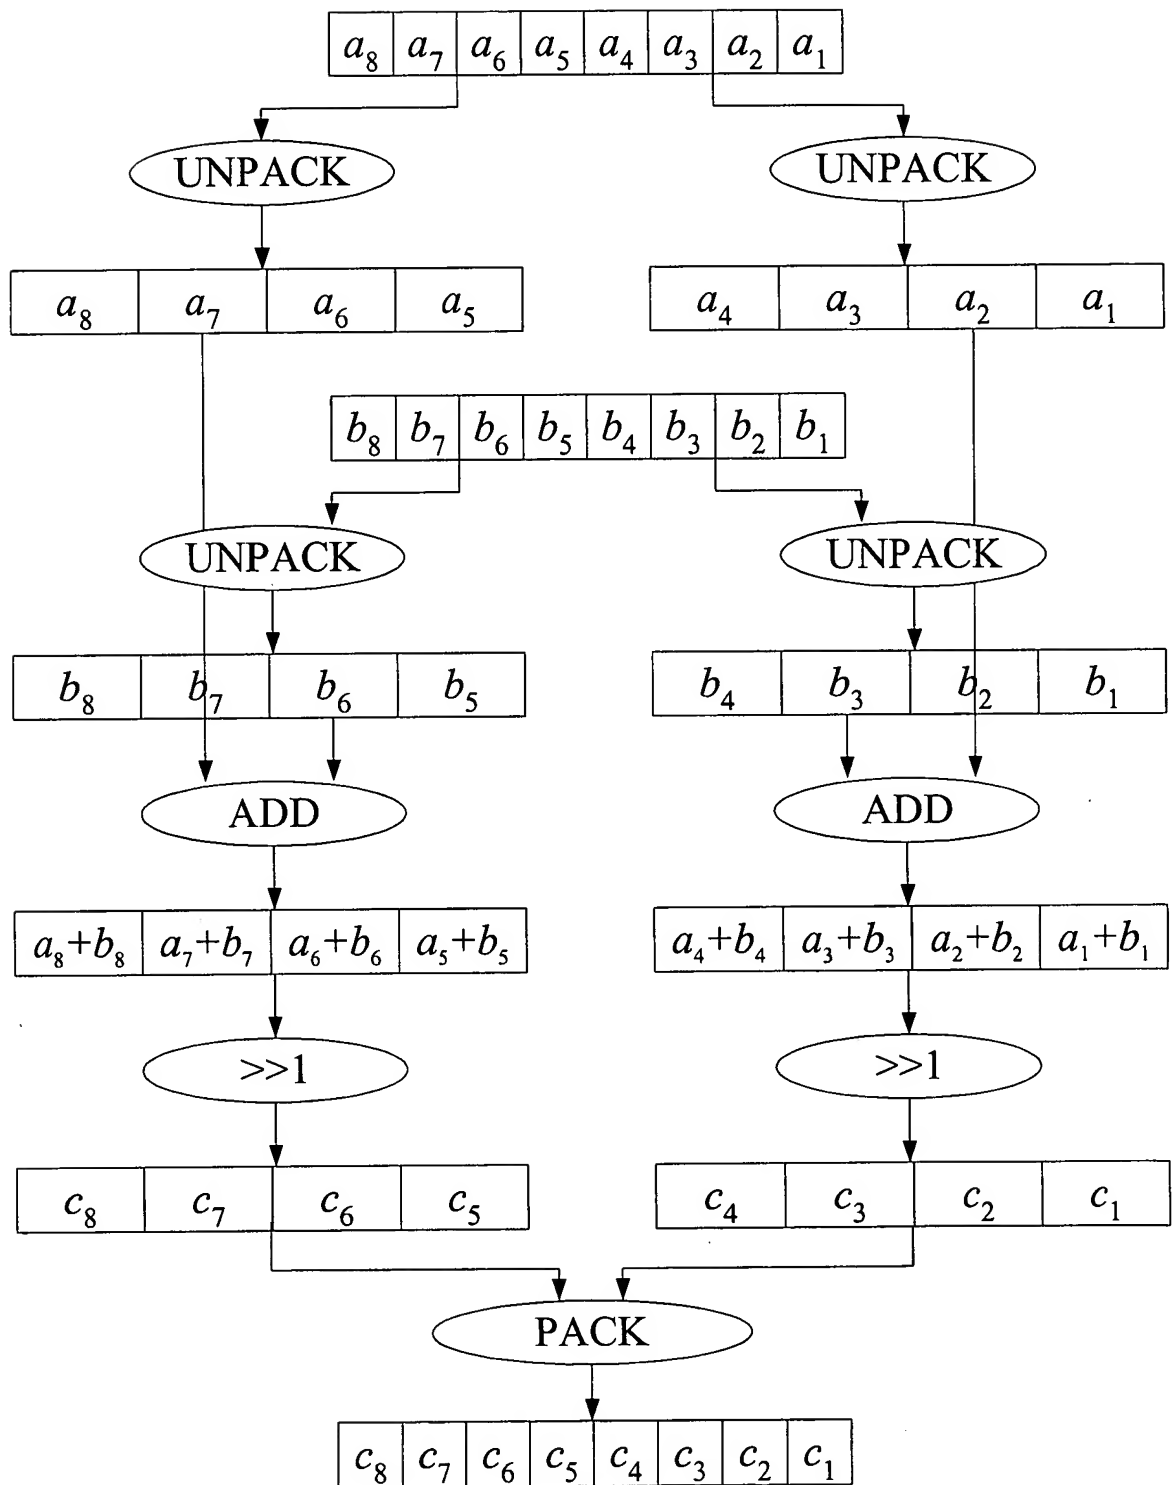 a₈ a₇ a₆ a₅ a₄ a₃ a₂ a₁
UNPACK UNPACK
a₈ a₇ a₆ a₅ a₄ a₃ a₂ a₁
b₈ b₇ b₆ b₅ b₄ b₃ b₂ b₁
UNPACK UNPACK
b₈ b₇ b₆ b₅ b₄ b₃ b₂ b₁
ADD ADD
a₈+b₈ a₇+b₇ a₆+b₆ a₅+b₅ a₄+b₄ a₃+b₃ a₂+b₂ a₁+b₁
>>1 >>1
c₈ c₇ c₆ c₅ c₄ c₃ c₂ c₁
PACK
c₈ c₇ c₆ c₅ c₄ c₃ c₂ c₁